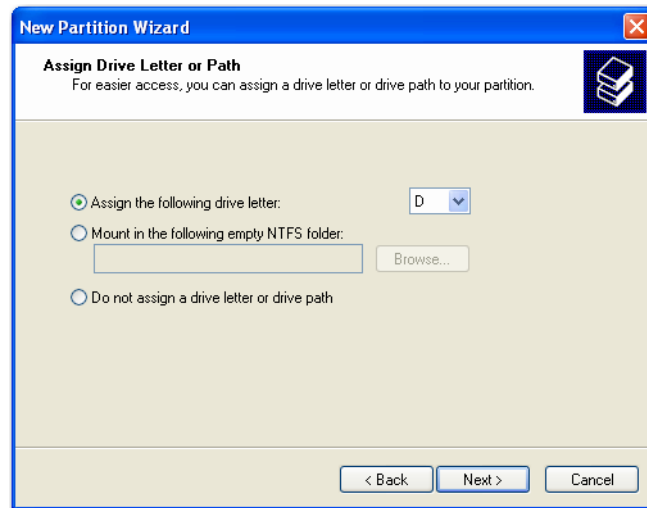 New Partition Wizard
Assign Drive Letter or Path
For easier access, you can assign a drive letter or drive path to your partition.
Assign the following drive letter: D
Mount in the following empty NTFS folder:
Browse...
Do not assign a drive letter or drive path
< Back Next > Cancel